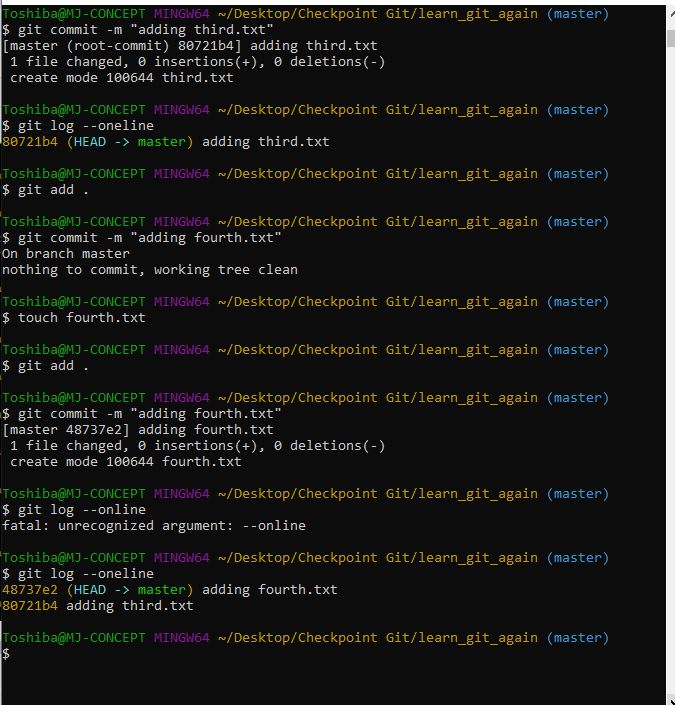 Toshiba@MJ-CONCEPT MINGW64 ~/Desktop/Checkpoint Git/learn_git_again (master)
$ git commit -m "adding third.txt"
[master (root-commit) 80721b4] adding third.txt
 1 file changed, 0 insertions(+), 0 deletions(-)
 create mode 100644 third.txt
Toshiba@MJ-CONCEPT MINGW64 ~/Desktop/Checkpoint Git/learn_git_again (master)
$ git log --oneline
80721b4 (HEAD -> master) adding third.txt
Toshiba@MJ-CONCEPT MINGW64 ~/Desktop/Checkpoint Git/learn_git_again (master)
$ git add .
Toshiba@MJ-CONCEPT MINGW64 ~/Desktop/Checkpoint Git/learn_git_again (master)
$ git commit -m "adding fourth.txt"
On branch master
nothing to commit, working tree clean
Toshiba@MJ-CONCEPT MINGW64 ~/Desktop/Checkpoint Git/learn_git_again (master)
$ touch fourth.txt
Toshiba@MJ-CONCEPT MINGW64 ~/Desktop/Checkpoint Git/learn_git_again (master)
$ git add .
Toshiba@MJ-CONCEPT MINGW64 ~/Desktop/Checkpoint Git/learn_git_again (master)
$ git commit -m "adding fourth.txt"
[master 48737e2] adding fourth.txt
 1 file changed, 0 insertions(+), 0 deletions(-)
 create mode 100644 fourth.txt
Toshiba@MJ-CONCEPT MINGW64 ~/Desktop/Checkpoint Git/learn_git_again (master)
$ git log --online
fatal: unrecognized argument: --online
Toshiba@MJ-CONCEPT MINGW64 ~/Desktop/Checkpoint Git/learn_git_again (master)
$ git log --oneline
48737e2 (HEAD -> master) adding fourth.txt
80721b4 adding third.txt
Toshiba@MJ-CONCEPT MINGW64 ~/Desktop/Checkpoint Git/learn_git_again (master)
$